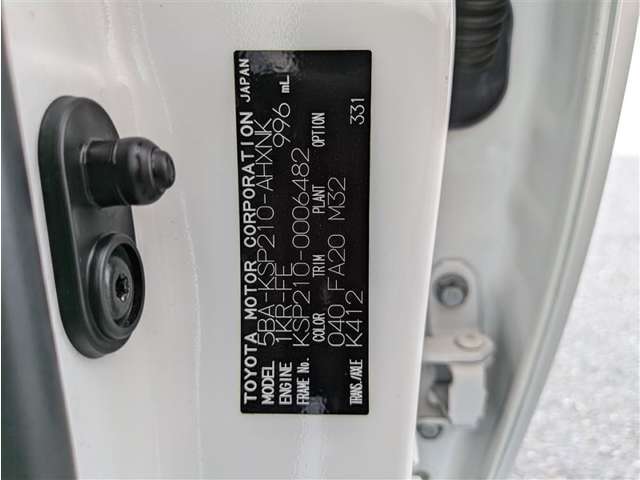 TOYOTA MOTOR CORPORATION JAPAN
MODEL 5BA-KSP210-AHXNK
ENGINE 1KR-FE 996 mL
FRAME No. KSP210-0006482
COLOR TRIM PLANT OPTION
040 FA20 M32 331
TRANS./AXLE K412